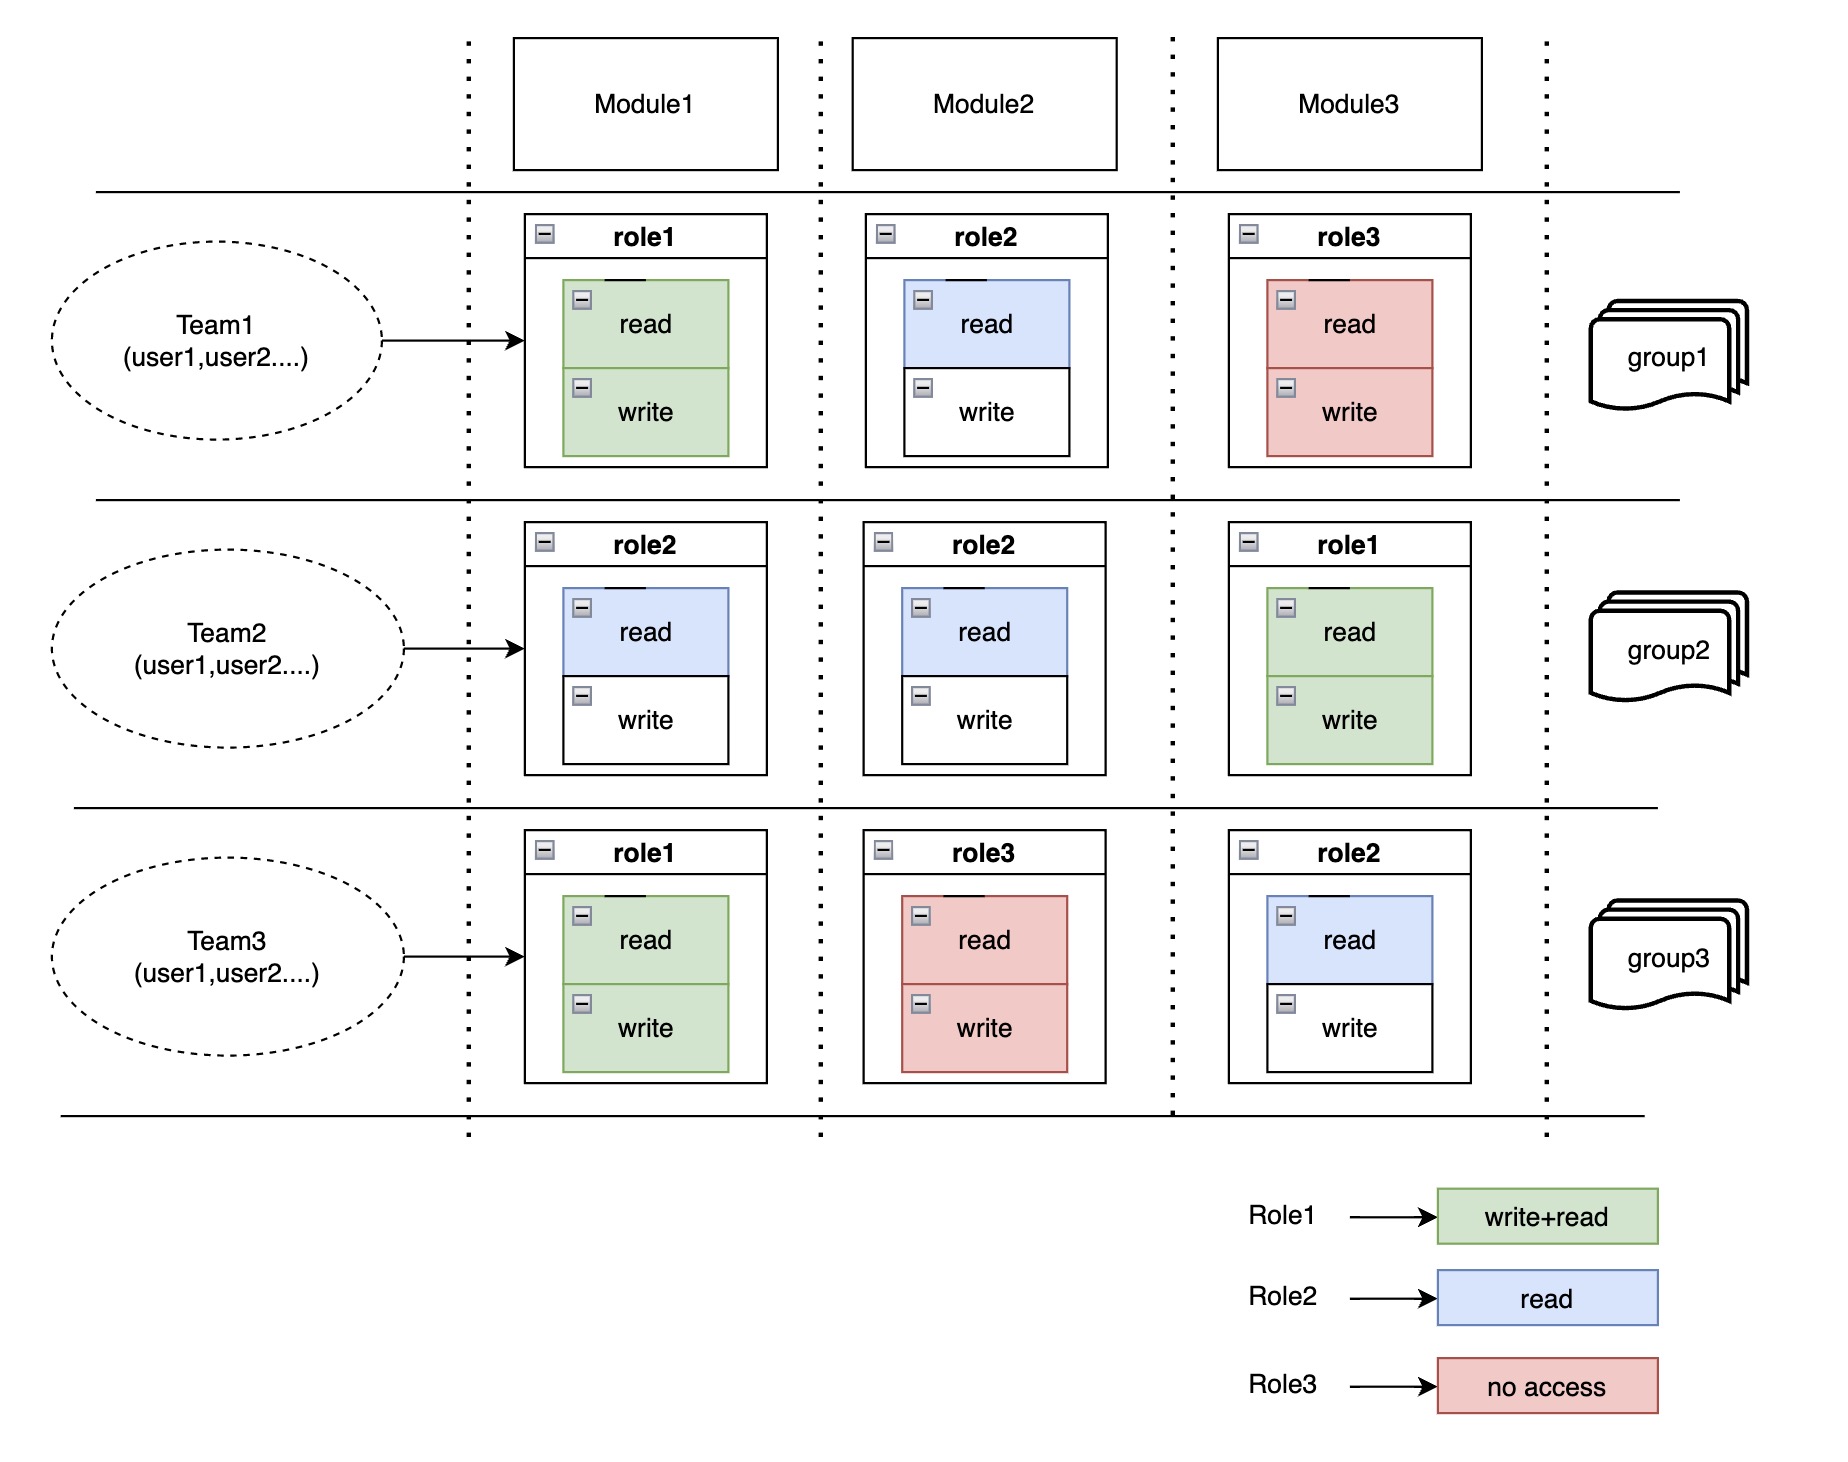 Module1
Module2
Module3
role1
role2
role3
read
read
read
Team1
(user1,user2....)
group1
write
write
write
role2
role2
role1
read
read
read
Team2
(user1,user2....)
group2
write
write
write
role1
role3
role2
read
read
read
Team3
(user1,user2....)
group3
write
write
write
Role1
write+read
Role2
read
Role3
no access